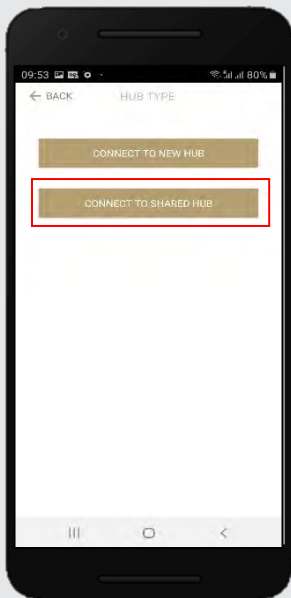 09:53 80%
← BACK HUB TYPE
CONNECT TO NEW HUB
CONNECT TO SHARED HUB